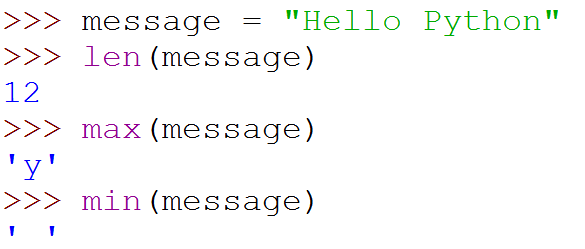 >>> message = "Hello Python"
>>> len(message)
12
>>> max(message)
'y'
>>> min(message)
' '